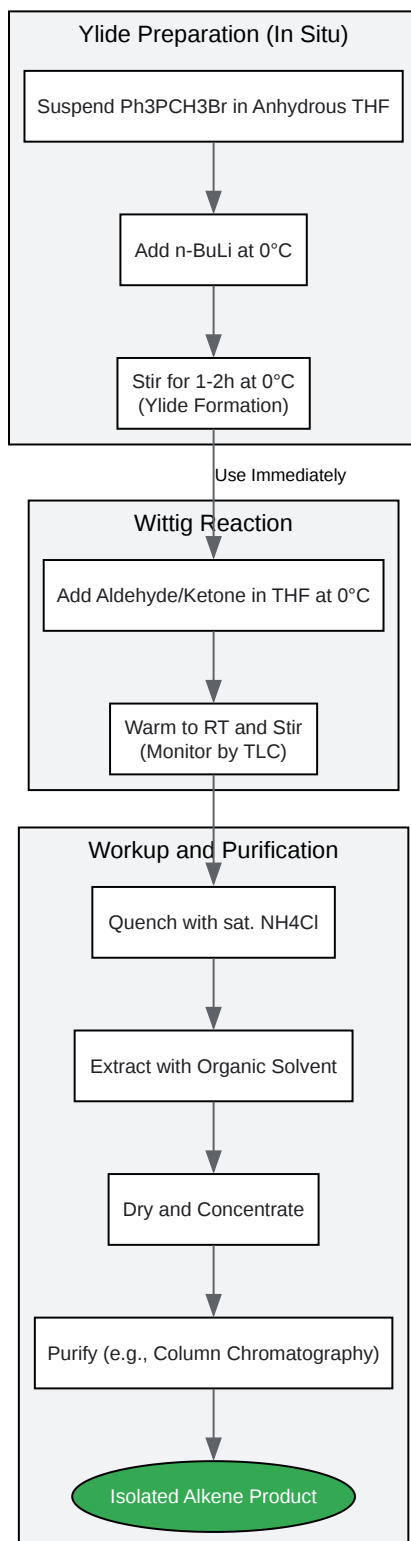 Ylide Preparation (In Situ)
Suspend Ph3PCH3Br in Anhydrous THF
Add n-BuLi at 0°C
Stir for 1-2h at 0°C
(Ylide Formation)
Use Immediately
Wittig Reaction
Add Aldehyde/Ketone in THF at 0°C
Warm to RT and Stir
(Monitor by TLC)
Workup and Purification
Quench with sat. NH4Cl
Extract with Organic Solvent
Dry and Concentrate
Purify (e.g., Column Chromatography)
Isolated Alkene Product